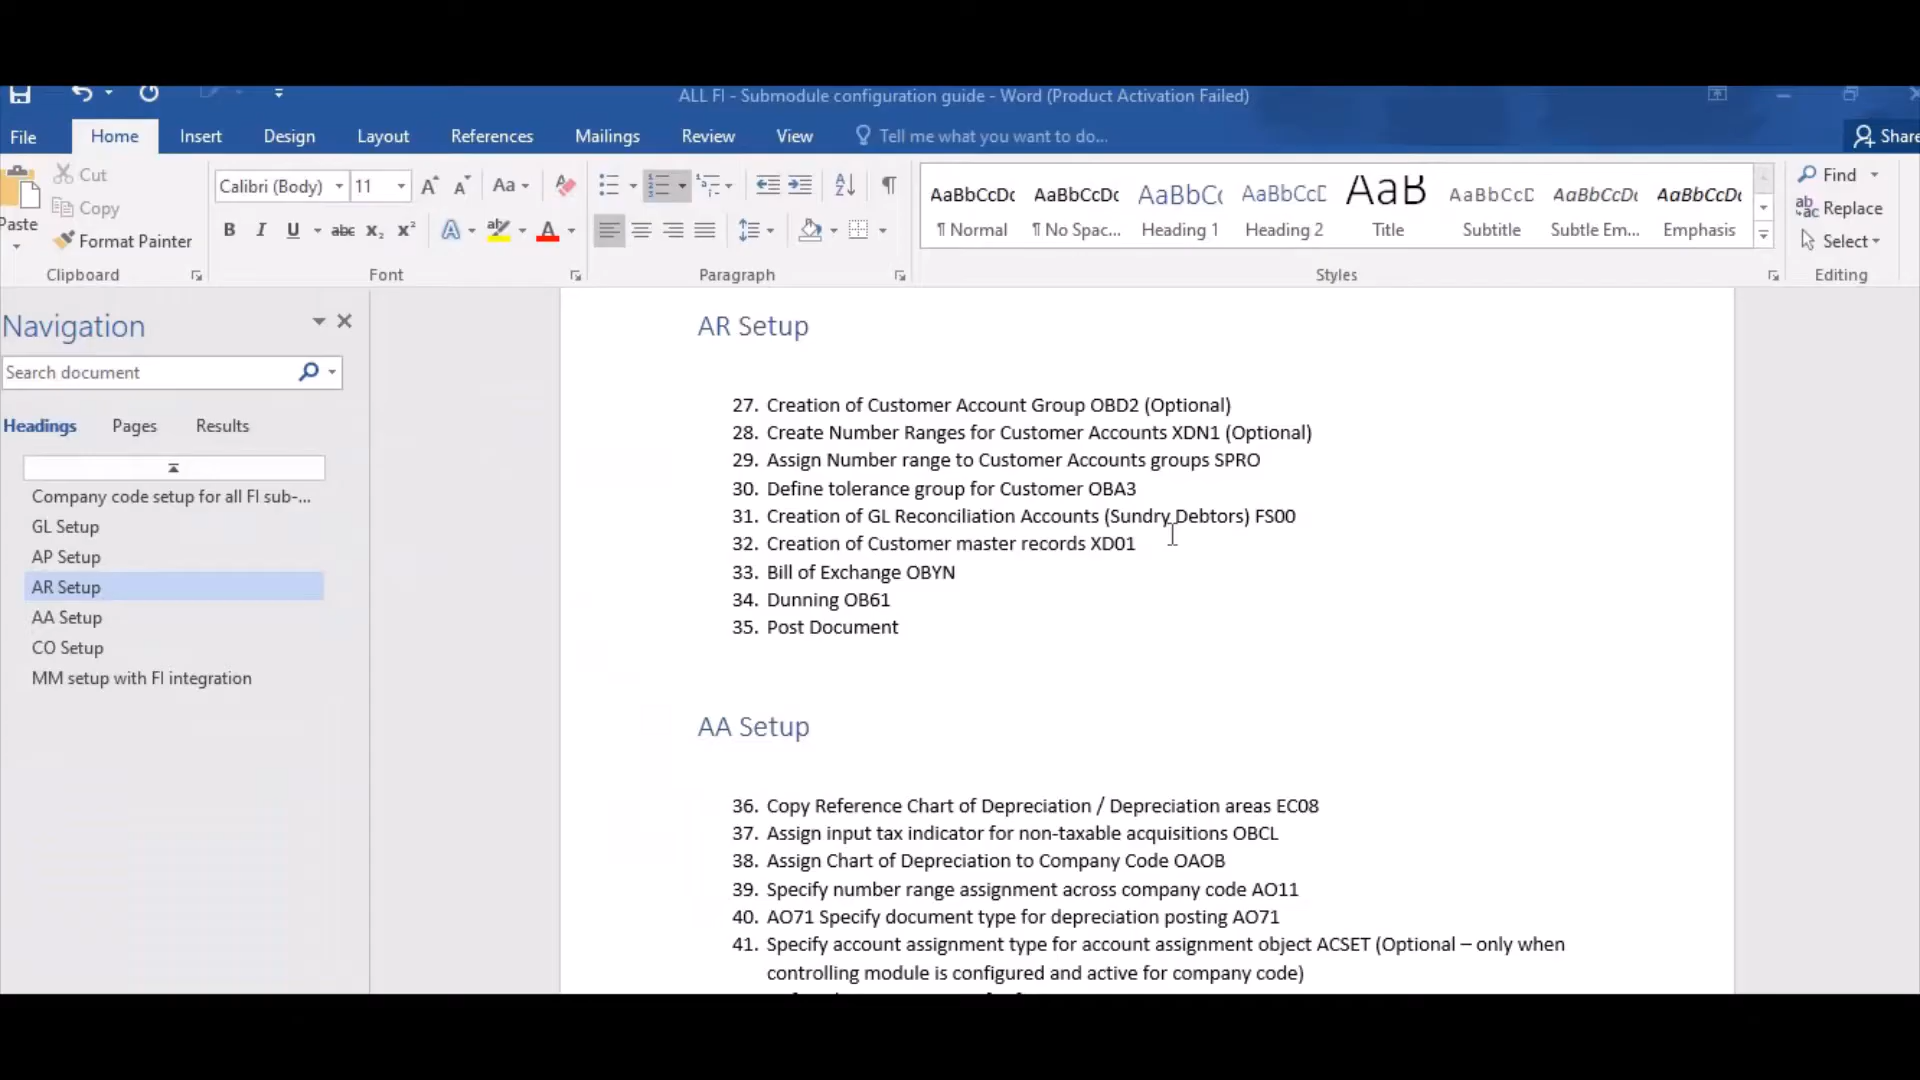 ALL FI - Submodule configuration guide - Word (Product Activation Failed)
File Home Insert Design Layout References Mailings Review View Tell me what you want to do... Share
Paste
Cut
Copy
Format Painter
Clipboard
Calibri (Body) 11
Font
Paragraph
AaBbCcDc AaBbCcDc AaBbC( AaBbCcD AaB AaBbCcD AaBbCcDc AaBbCcDc
¶ Normal ¶ No Spac... Heading 1 Heading 2 Title Subtitle Subtle Em... Emphasis
Styles
Find
Replace
Select
Editing
Navigation
Search document
Headings Pages Results
Company code setup for all FI sub-...
GL Setup
AP Setup
AR Setup
AA Setup
CO Setup
MM setup with FI integration
AR Setup
27. Creation of Customer Account Group OBD2 (Optional)
28. Create Number Ranges for Customer Accounts XDN1 (Optional)
29. Assign Number range to Customer Accounts groups SPRO
30. Define tolerance group for Customer OBA3
31. Creation of GL Reconciliation Accounts (Sundry Debtors) FS00
32. Creation of Customer master records XD01
33. Bill of Exchange OBYN
34. Dunning OB61
35. Post Document
AA Setup
36. Copy Reference Chart of Depreciation / Depreciation areas EC08
37. Assign input tax indicator for non-taxable acquisitions OBCL
38. Assign Chart of Depreciation to Company Code OAOB
39. Specify number range assignment across company code AO11
40. AO71 Specify document type for depreciation posting AO71
41. Specify account assignment type for account assignment object ACSET (Optional – only when
controlling module is configured and active for company code)